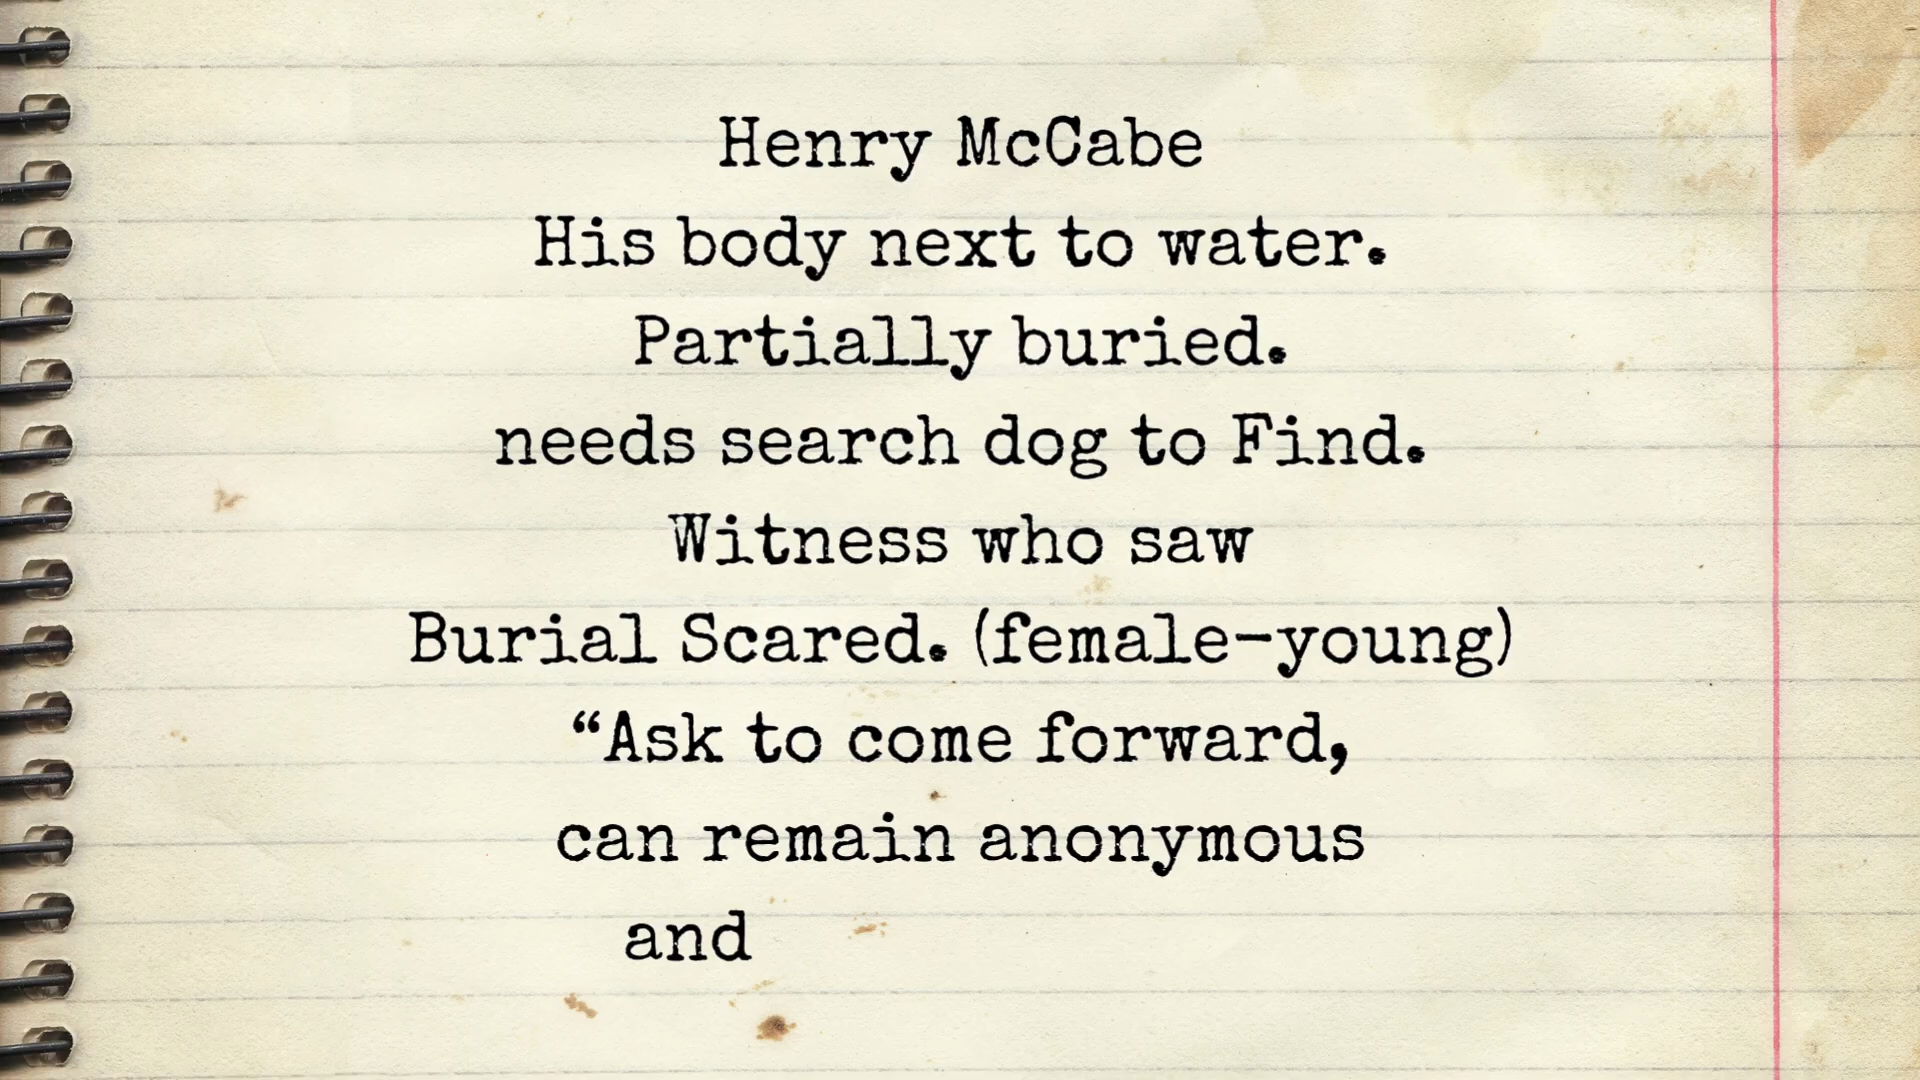 Henry McCabe
His body next to water.
Partially buried.
needs search dog to Find.
Witness who saw
Burial Scared. (female-young)
“Ask to come forward,
can remain anonymous
and